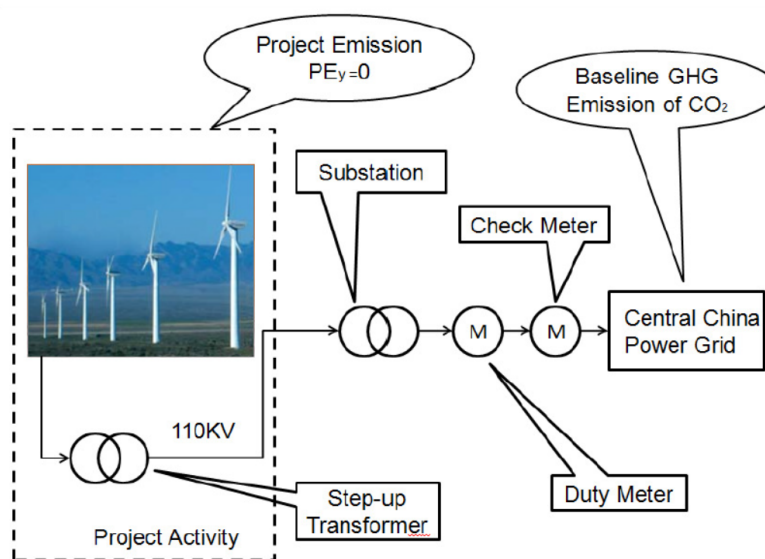 Project Emission
PEy=0
Baseline GHG
Emission of CO2
Substation
Check Meter
M
M
Central China
Power Grid
110KV
Step-up
Transformer
Duty Meter
Project Activity